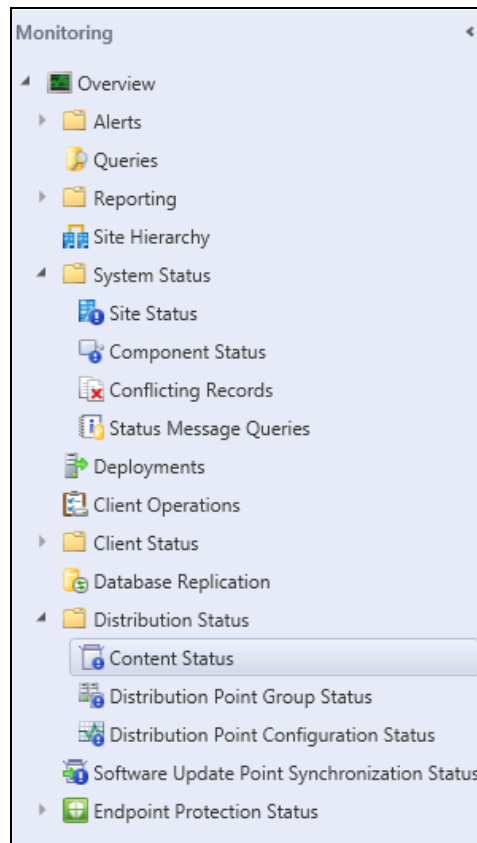 Monitoring
Overview
Alerts
Queries
Reporting
Site Hierarchy
System Status
Site Status
Component Status
Conflicting Records
Status Message Queries
Deployments
Client Operations
Client Status
Database Replication
Distribution Status
Content Status
Distribution Point Group Status
Distribution Point Configuration Status
Software Update Point Synchronization Status
Endpoint Protection Status